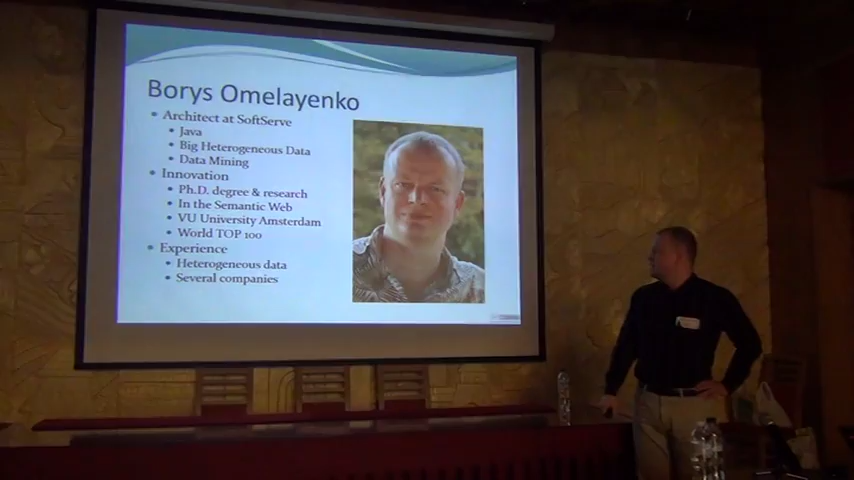 Borys Omelayenko
• Architect at SoftServe
• Java
• Big Heterogeneous Data
• Data Mining
• Innovation
• Ph.D. degree & research
• In the Semantic Web
• VU University Amsterdam
• World TOP 100
• Experience
• Heterogeneous data
• Several companies